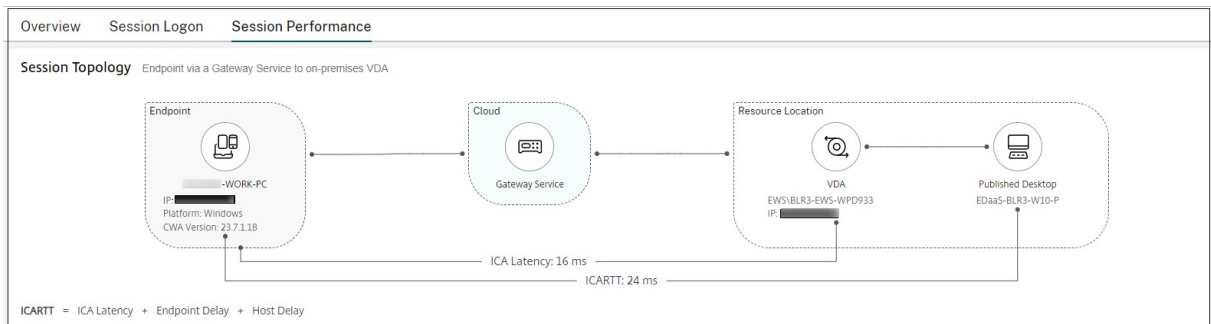 Overview Session Logon Session Performance
Session Topology Endpoint via a Gateway Service to on-premises VDA
Endpoint
Cloud
Resource Location
-WORK-PC
IP:
Platform: Windows
CWA Version: 23.7.1.18
Gateway Service
VDA
EWS\BLR3-EWS-WPD933
IP:
Published Desktop
EDaaS-BLR3-W10-P
ICA Latency: 16 ms
ICARTT: 24 ms
ICARTT = ICA Latency + Endpoint Delay + Host Delay